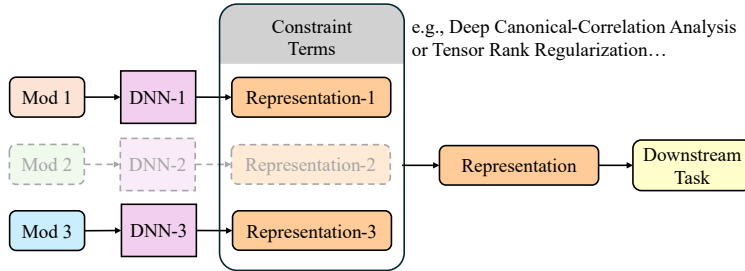 Constraint
Terms
e.g., Deep Canonical-Correlation Analysis
or Tensor Rank Regularization…
Mod 1
DNN-1
Representation-1
Mod 2
DNN-2
Representation-2
Representation
Downstream
Task
Mod 3
DNN-3
Representation-3